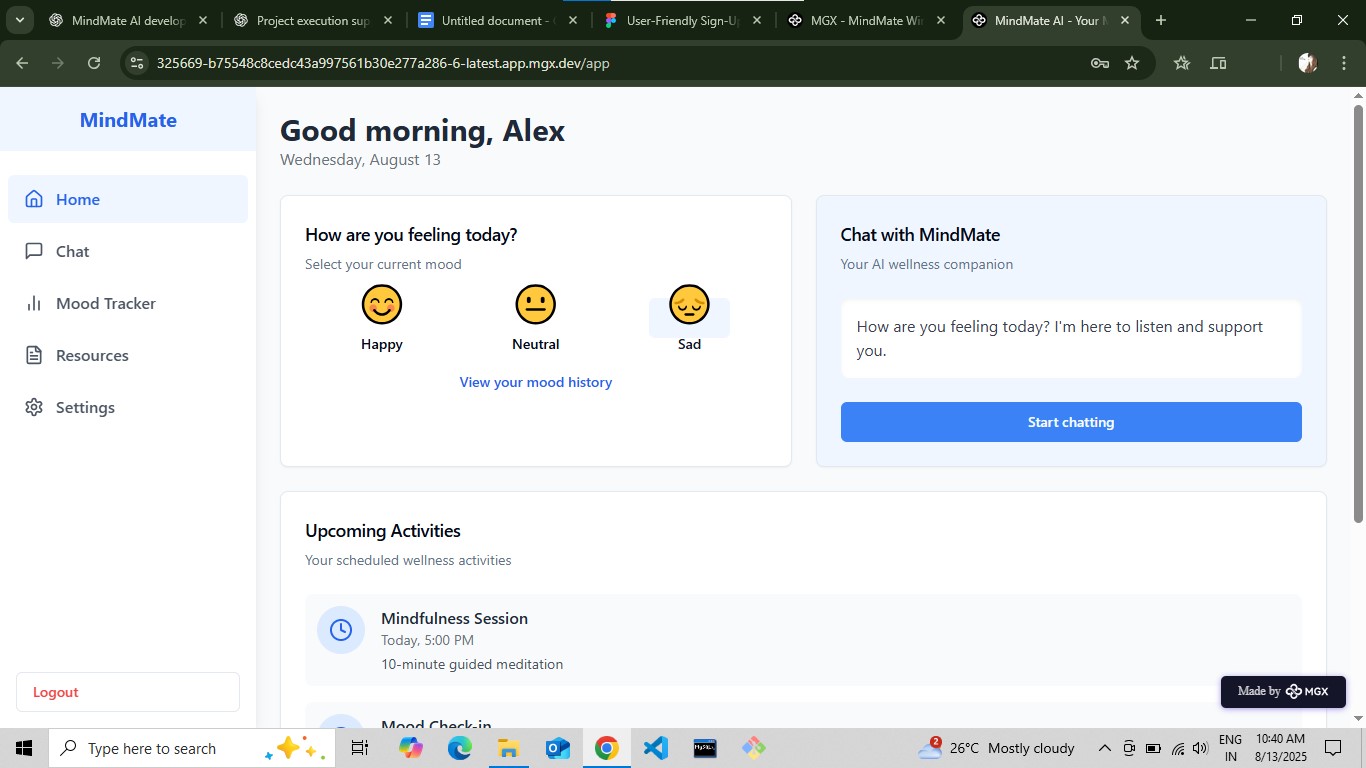 MindMate AI develop
Project execution sup
Untitled document -
User-Friendly Sign-U
MGX - MindMate Wi
MindMate AI - Your M
325669-b75548c8cedc43a997561b30e277a286-6-latest.app.mgx.dev/app
MindMate
Home
Chat
Mood Tracker
Resources
Settings
Logout
Good morning, Alex
Wednesday, August 13
How are you feeling today?
Select your current mood
Happy
Neutral
Sad
View your mood history
Chat with MindMate
Your AI wellness companion
How are you feeling today? I'm here to listen and support
you.
Start chatting
Upcoming Activities
Your scheduled wellness activities
Mindfulness Session
Today, 5:00 PM
10-minute guided meditation
Mood Check-in
Made by MGX
Type here to search
2
26°C Mostly cloudy
ENG
IN
10:40 AM
8/13/2025